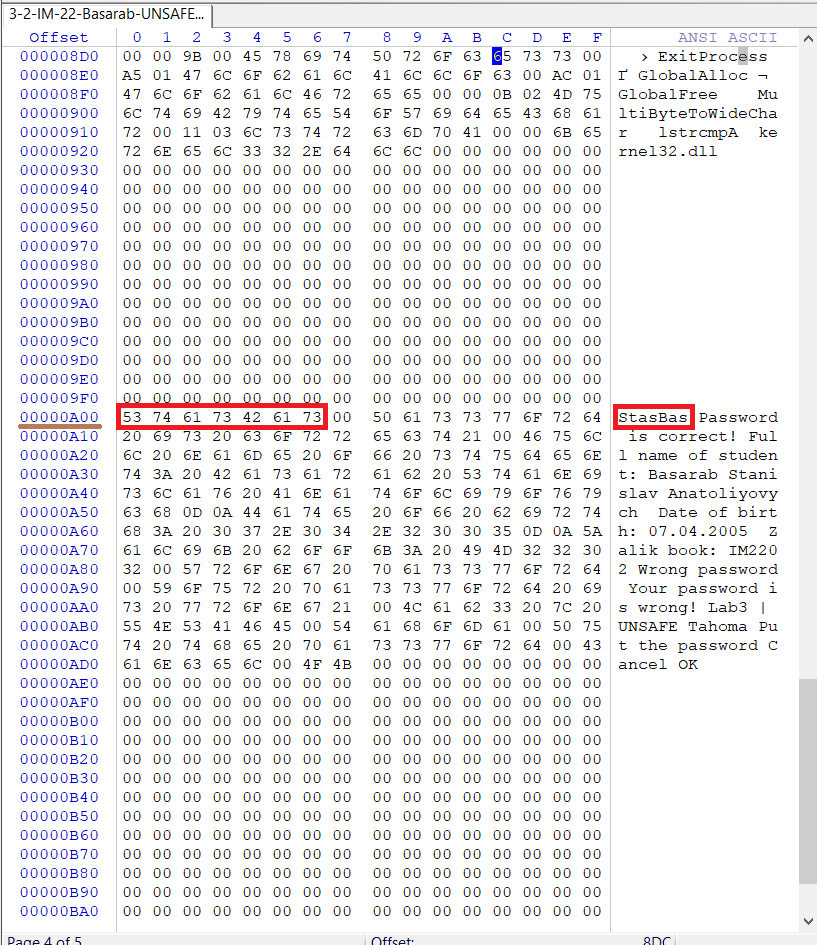 3-2-IM-22-Basarab-UNSAFE...
Offset 0 1 2 3 4 5 6 7 8 9 A B C D E F ANSI ASCII
000008D0 00 00 9B 00 45 78 69 74 50 72 6F 63 65 73 73 00 › ExitProcess
000008E0 A5 01 47 6C 6F 62 61 6C 41 6C 6C 6F 63 00 AC 01 Ґ GlobalAlloc ¬
000008F0 47 6C 6F 62 61 6C 46 72 65 65 00 00 0B 02 4D 75 GlobalFree Mu
00000900 6C 74 69 42 79 74 65 54 6F 57 69 64 65 43 68 61 ltiByteToWideCha
00000910 72 00 11 03 6C 73 74 72 63 6D 70 41 00 00 6B 65 r lstrcmpA ke
00000920 72 6E 65 6C 33 32 2E 64 6C 6C 00 00 00 00 00 00 rnel32.dll
00000930 00 00 00 00 00 00 00 00 00 00 00 00 00 00 00 00
00000940 00 00 00 00 00 00 00 00 00 00 00 00 00 00 00 00
00000950 00 00 00 00 00 00 00 00 00 00 00 00 00 00 00 00
00000960 00 00 00 00 00 00 00 00 00 00 00 00 00 00 00 00
00000970 00 00 00 00 00 00 00 00 00 00 00 00 00 00 00 00
00000980 00 00 00 00 00 00 00 00 00 00 00 00 00 00 00 00
00000990 00 00 00 00 00 00 00 00 00 00 00 00 00 00 00 00
000009A0 00 00 00 00 00 00 00 00 00 00 00 00 00 00 00 00
000009B0 00 00 00 00 00 00 00 00 00 00 00 00 00 00 00 00
000009C0 00 00 00 00 00 00 00 00 00 00 00 00 00 00 00 00
000009D0 00 00 00 00 00 00 00 00 00 00 00 00 00 00 00 00
000009E0 00 00 00 00 00 00 00 00 00 00 00 00 00 00 00 00
000009F0 00 00 00 00 00 00 00 00 00 00 00 00 00 00 00 00
00000A00 53 74 61 73 42 61 73 00 50 61 73 73 77 6F 72 64 StasBas Password
00000A10 20 69 73 20 63 6F 72 72 65 63 74 21 00 46 75 6C is correct! Ful
00000A20 6C 20 6E 61 6D 65 20 6F 66 20 73 74 75 64 65 6E l name of studen
00000A30 74 3A 20 42 61 73 61 72 61 62 20 53 74 61 6E 69 t: Basarab Stani
00000A40 73 6C 61 76 20 41 6E 61 74 6F 6C 69 79 6F 76 79 slav Anatoliyovy
00000A50 63 68 0D 0A 44 61 74 65 20 6F 66 20 62 69 72 74 ch Date of birt
00000A60 68 3A 20 30 37 2E 30 34 2E 32 30 30 35 0D 0A 5A h: 07.04.2005 Z
00000A70 61 6C 69 6B 20 62 6F 6F 6B 3A 20 49 4D 32 32 30 alik book: IM220
00000A80 32 00 57 72 6F 6E 67 20 70 61 73 73 77 6F 72 64 2 Wrong password
00000A90 00 59 6F 75 72 20 70 61 73 73 77 6F 72 64 20 69 Your password i
00000AA0 73 20 77 72 6F 6E 67 21 00 4C 61 62 33 20 7C 20 s wrong! Lab3 |
00000AB0 55 4E 53 41 46 45 00 54 61 68 6F 6D 61 00 50 75 UNSAFE Tahoma Pu
00000AC0 74 20 74 68 65 20 70 61 73 73 77 6F 72 64 00 43 t the password C
00000AD0 61 6E 63 65 6C 00 4F 4B 00 00 00 00 00 00 00 00 ancel OK
00000AE0 00 00 00 00 00 00 00 00 00 00 00 00 00 00 00 00
00000AF0 00 00 00 00 00 00 00 00 00 00 00 00 00 00 00 00
00000B00 00 00 00 00 00 00 00 00 00 00 00 00 00 00 00 00
00000B10 00 00 00 00 00 00 00 00 00 00 00 00 00 00 00 00
00000B20 00 00 00 00 00 00 00 00 00 00 00 00 00 00 00 00
00000B30 00 00 00 00 00 00 00 00 00 00 00 00 00 00 00 00
00000B40 00 00 00 00 00 00 00 00 00 00 00 00 00 00 00 00
00000B50 00 00 00 00 00 00 00 00 00 00 00 00 00 00 00 00
00000B60 00 00 00 00 00 00 00 00 00 00 00 00 00 00 00 00
00000B70 00 00 00 00 00 00 00 00 00 00 00 00 00 00 00 00
00000B80 00 00 00 00 00 00 00 00 00 00 00 00 00 00 00 00
00000B90 00 00 00 00 00 00 00 00 00 00 00 00 00 00 00 00
00000BA0 00 00 00 00 00 00 00 00 00 00 00 00 00 00 00 00
Page 4 of 5 Offset: 8DC